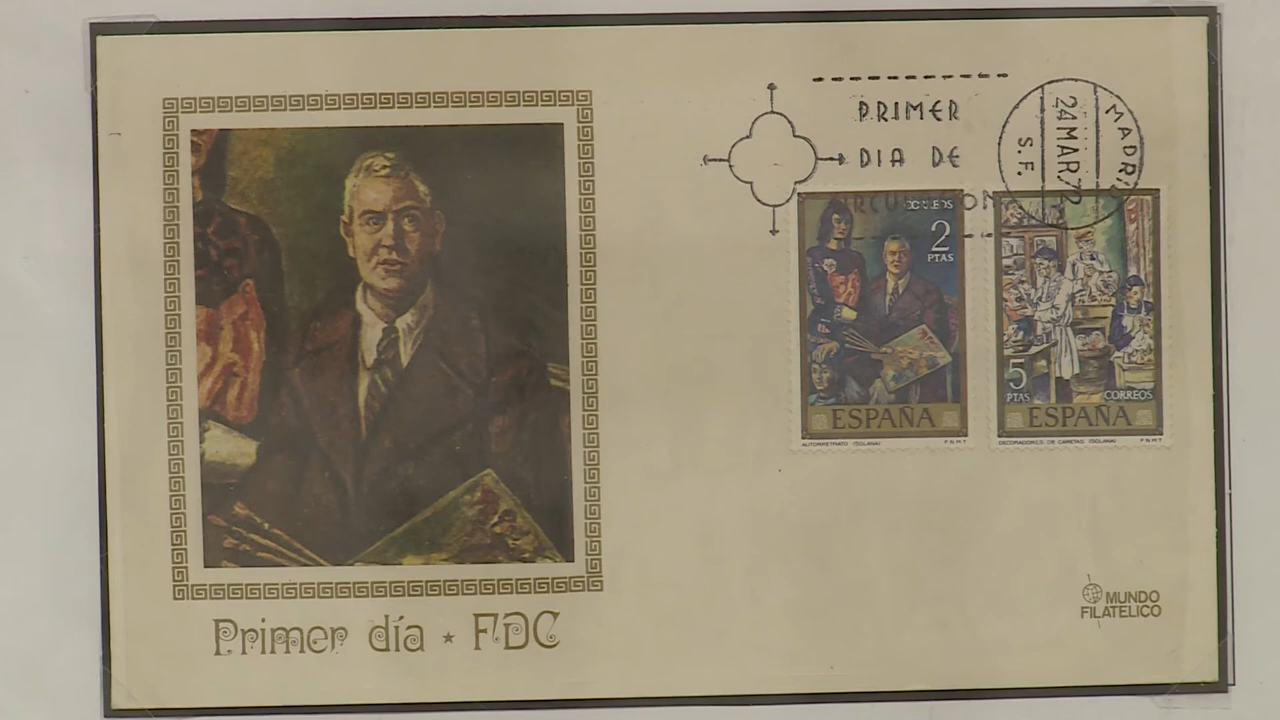 PRIMER
DIA DE
MADRI
24 MAR 72
S.F.
CORREOS
2
PTAS
ESPAÑA
AUTORRETRATO (SOLANA) F.N.M.T
5
PTAS
CORREOS
ESPAÑA
DECORADORES DE CARETAS (SOLANA) F.N.M.T
MUNDO
FILATELICO
Primer día ★ FDC